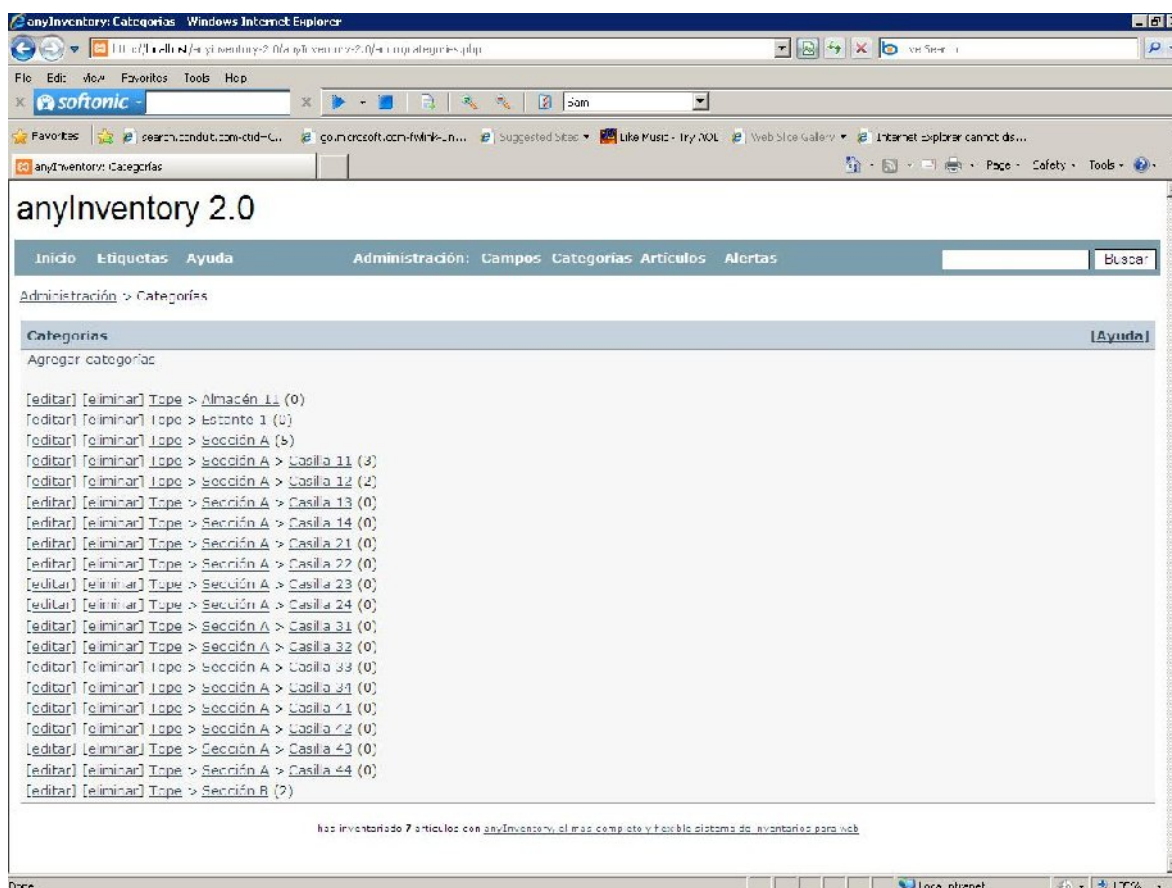 anyInventory: Categorías Windows Internet Explorer
File Edit View Favorites Tools Help
softonic
Sam
Favorites Suggested Sites Like Music - Try AOL Web Slice Gallery Internet Explorer cannot dis...
anyInventory: Categorías Page Safety Tools
anyInventory 2.0
Inicio Etiquetas Ayuda Administración: Campos Categorías Artículos Alertas Buscar
Administración > Categorías
Categorías [Ayuda]
Agregar categorías
[editar] [eliminar] Tope > Almacén 11 (0)
[editar] [eliminar] Tope > Estante 1 (0)
[editar] [eliminar] Tope > Sección A (5)
[editar] [eliminar] Tope > Sección A > Casilla 11 (3)
[editar] [eliminar] Tope > Sección A > Casilla 12 (2)
[editar] [eliminar] Tope > Sección A > Casilla 13 (0)
[editar] [eliminar] Tope > Sección A > Casilla 14 (0)
[editar] [eliminar] Tope > Sección A > Casilla 21 (0)
[editar] [eliminar] Tope > Sección A > Casilla 22 (0)
[editar] [eliminar] Tope > Sección A > Casilla 23 (0)
[editar] [eliminar] Tope > Sección A > Casilla 24 (0)
[editar] [eliminar] Tope > Sección A > Casilla 31 (0)
[editar] [eliminar] Tope > Sección A > Casilla 32 (0)
[editar] [eliminar] Tope > Sección A > Casilla 33 (0)
[editar] [eliminar] Tope > Sección A > Casilla 34 (0)
[editar] [eliminar] Tope > Sección A > Casilla 41 (0)
[editar] [eliminar] Tope > Sección A > Casilla 42 (0)
[editar] [eliminar] Tope > Sección A > Casilla 43 (0)
[editar] [eliminar] Tope > Sección A > Casilla 44 (0)
[editar] [eliminar] Tope > Sección B (2)
has inventariado 7 artículos con anyInventory, el mas completo y flexible sistema de inventarios para web
Done Local intranet